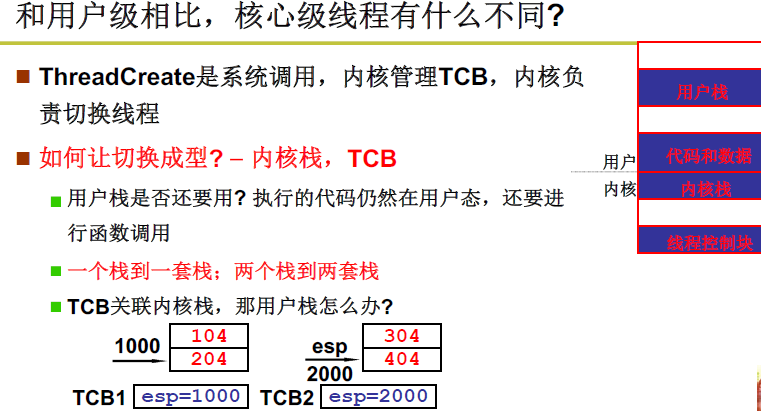 和用户级相比，核心级线程有什么不同?
ThreadCreate是系统调用，内核管理TCB，内核负
责切换线程
如何让切换成型? – 内核栈，TCB
用户栈是否还要用? 执行的代码仍然在用户态，还要进
行函数调用
一个栈到一套栈；两个栈到两套栈
TCB关联内核栈，那用户栈怎么办?
用户栈
代码和数据
用户
内核
内核栈
线程控制块
1000
104
204
esp
2000
304
404
TCB1
esp=1000
TCB2
esp=2000